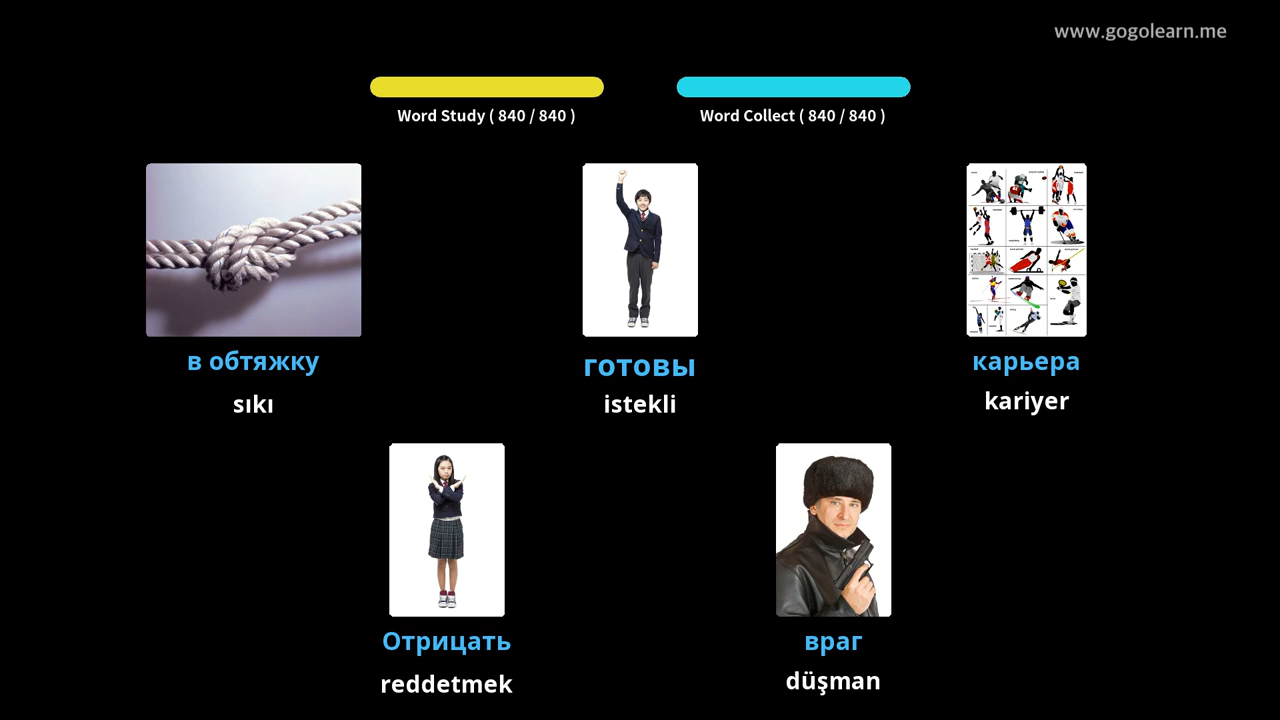 www.gogolearn.me
Word Study ( 840 / 840 )
Word Collect ( 840 / 840 )
в обтяжку
готовы
карьера
sıkı
istekli
kariyer
Отрицать
враг
reddetmek
düşman